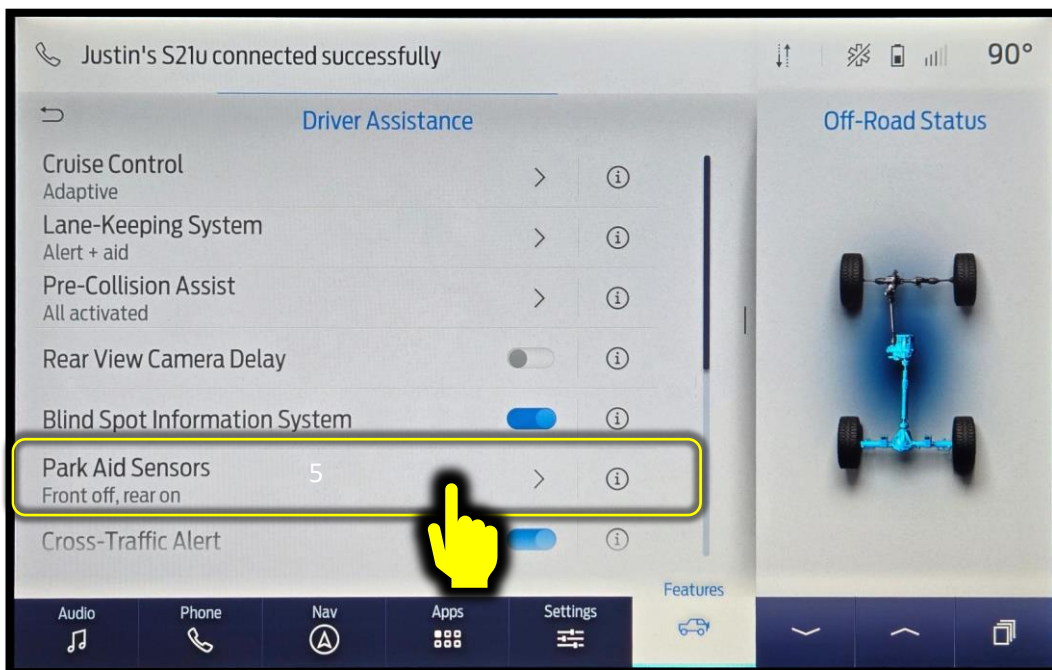 Justin's S21u connected successfully
90°
Driver Assistance
Off-Road Status
Cruise Control
Adaptive
Lane-Keeping System
Alert + aid
Pre-Collision Assist
All activated
Rear View Camera Delay
Blind Spot Information System
Park Aid Sensors
5
Front off, rear on
Cross-Traffic Alert
Features
Audio
Phone
Nav
Apps
Settings